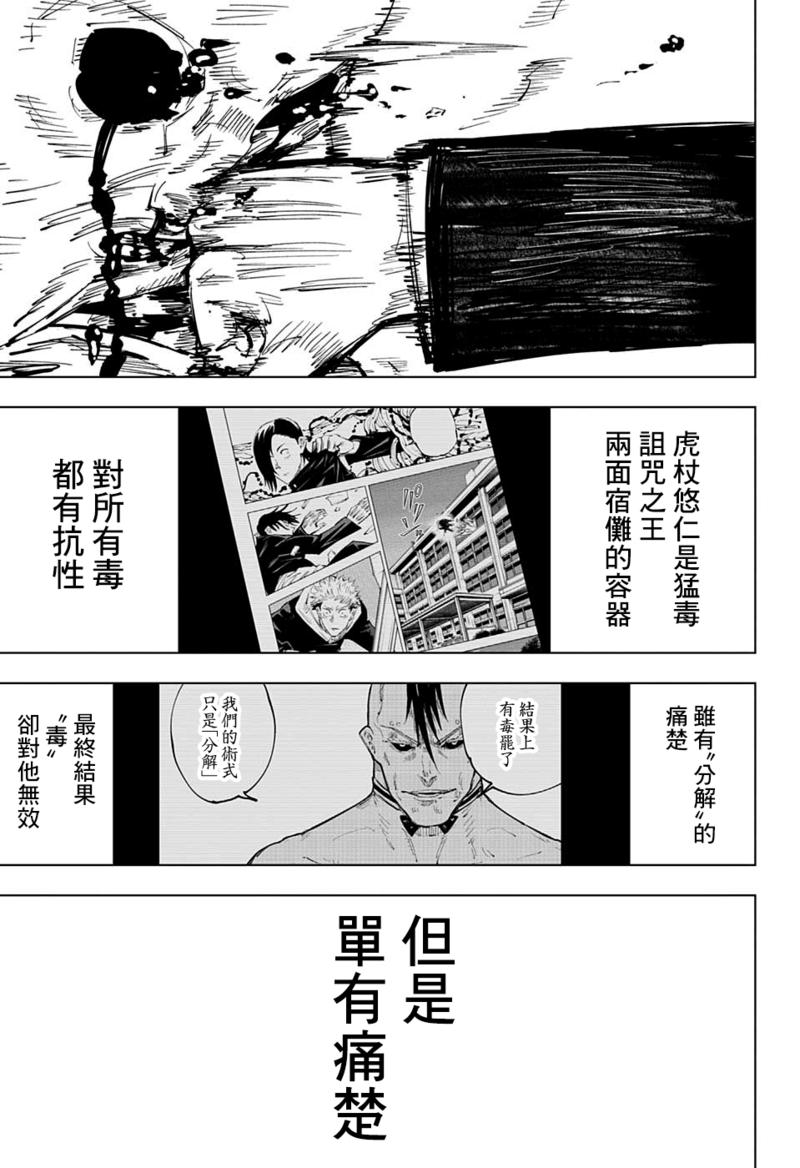 虎杖悠仁是猛毒
詛咒之王
兩面宿儺的容器
對所有毒
都有抗性
雖有〝分解〞的
痛楚
結果上
有毒罷了
我們的術式
只是「分解」
最終結果
〝毒〞
卻對他無效
但是
單有痛楚